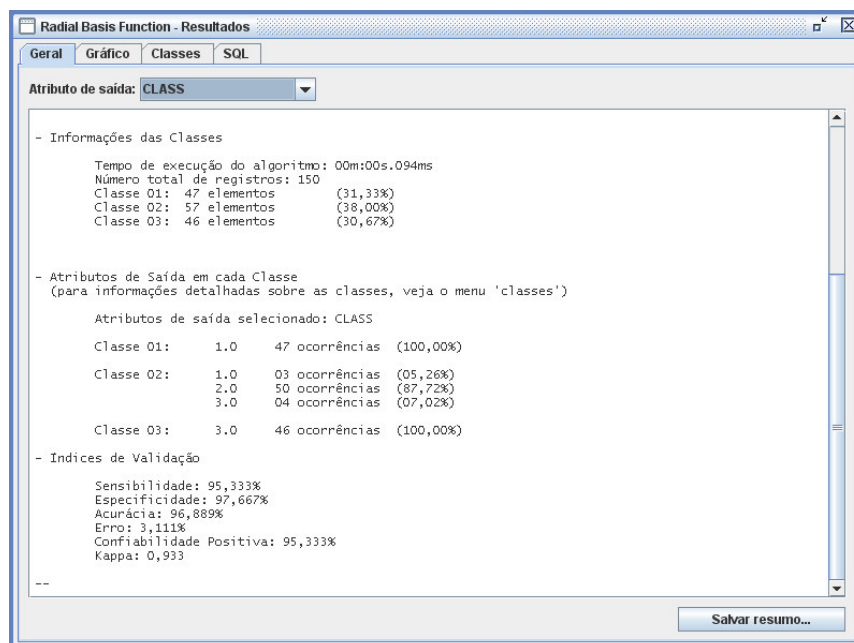 Radial Basis Function - Resultados
Geral Gráfico Classes SQL
Atributo de saída: CLASS
- Informações das Classes
Tempo de execução do algoritmo: 00m:00s.094ms
Número total de registros: 150
Classe 01: 47 elementos (31,33%)
Classe 02: 57 elementos (38,00%)
Classe 03: 46 elementos (30,67%)
- Atributos de Saída em cada Classe
(para informações detalhadas sobre as classes, veja o menu 'classes')
Atributos de saída selecionado: CLASS
Classe 01: 1.0 47 ocorrências (100,00%)
Classe 02: 1.0 03 ocorrências (05,26%)
2.0 50 ocorrências (87,72%)
3.0 04 ocorrências (07,02%)
Classe 03: 3.0 46 ocorrências (100,00%)
- Índices de Validação
Sensibilidade: 95,333%
Especificidade: 97,667%
Acurácia: 96,889%
Erro: 3,111%
Confiabilidade Positiva: 95,333%
Kappa: 0,933
--
Salvar resumo...